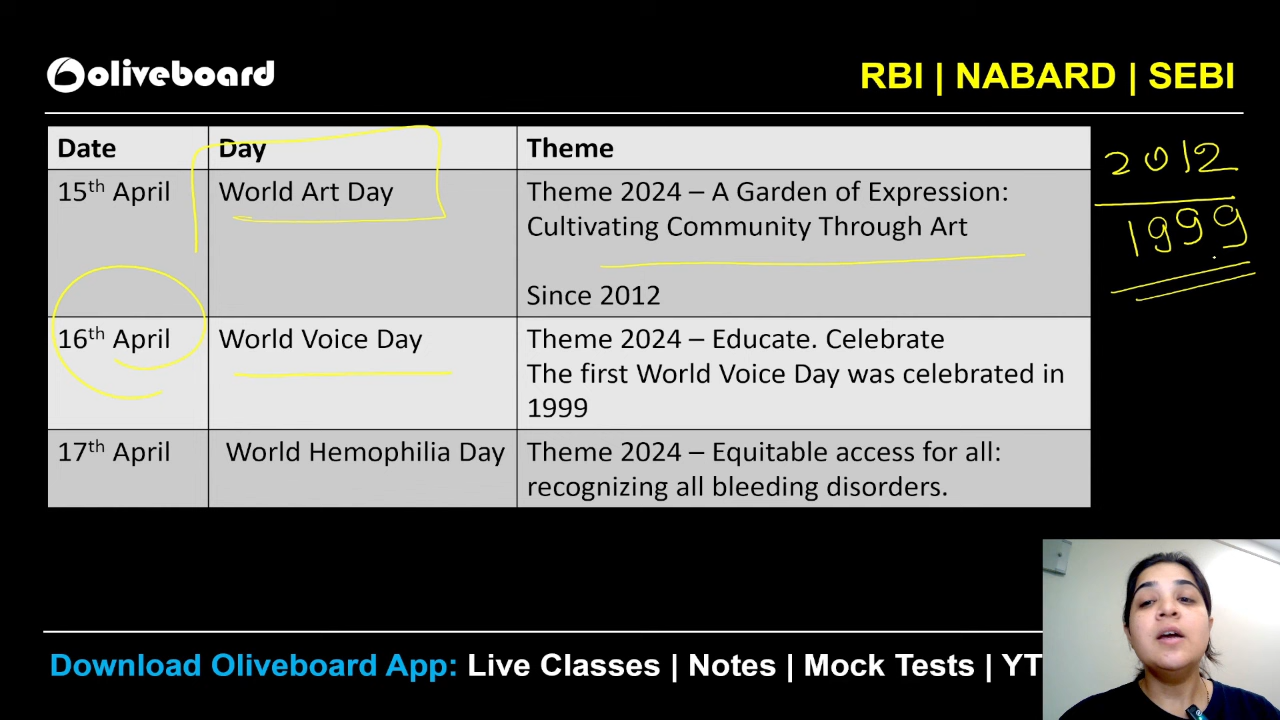 oliveboard
RBI | NABARD | SEBI
Date Day Theme
15th April World Art Day Theme 2024 – A Garden of Expression:
Cultivating Community Through Art
Since 2012
16th April World Voice Day Theme 2024 – Educate. Celebrate
The first World Voice Day was celebrated in
1999
17th April World Hemophilia Day Theme 2024 – Equitable access for all:
recognizing all bleeding disorders.
2012
1999
Download Oliveboard App: Live Classes | Notes | Mock Tests | YT